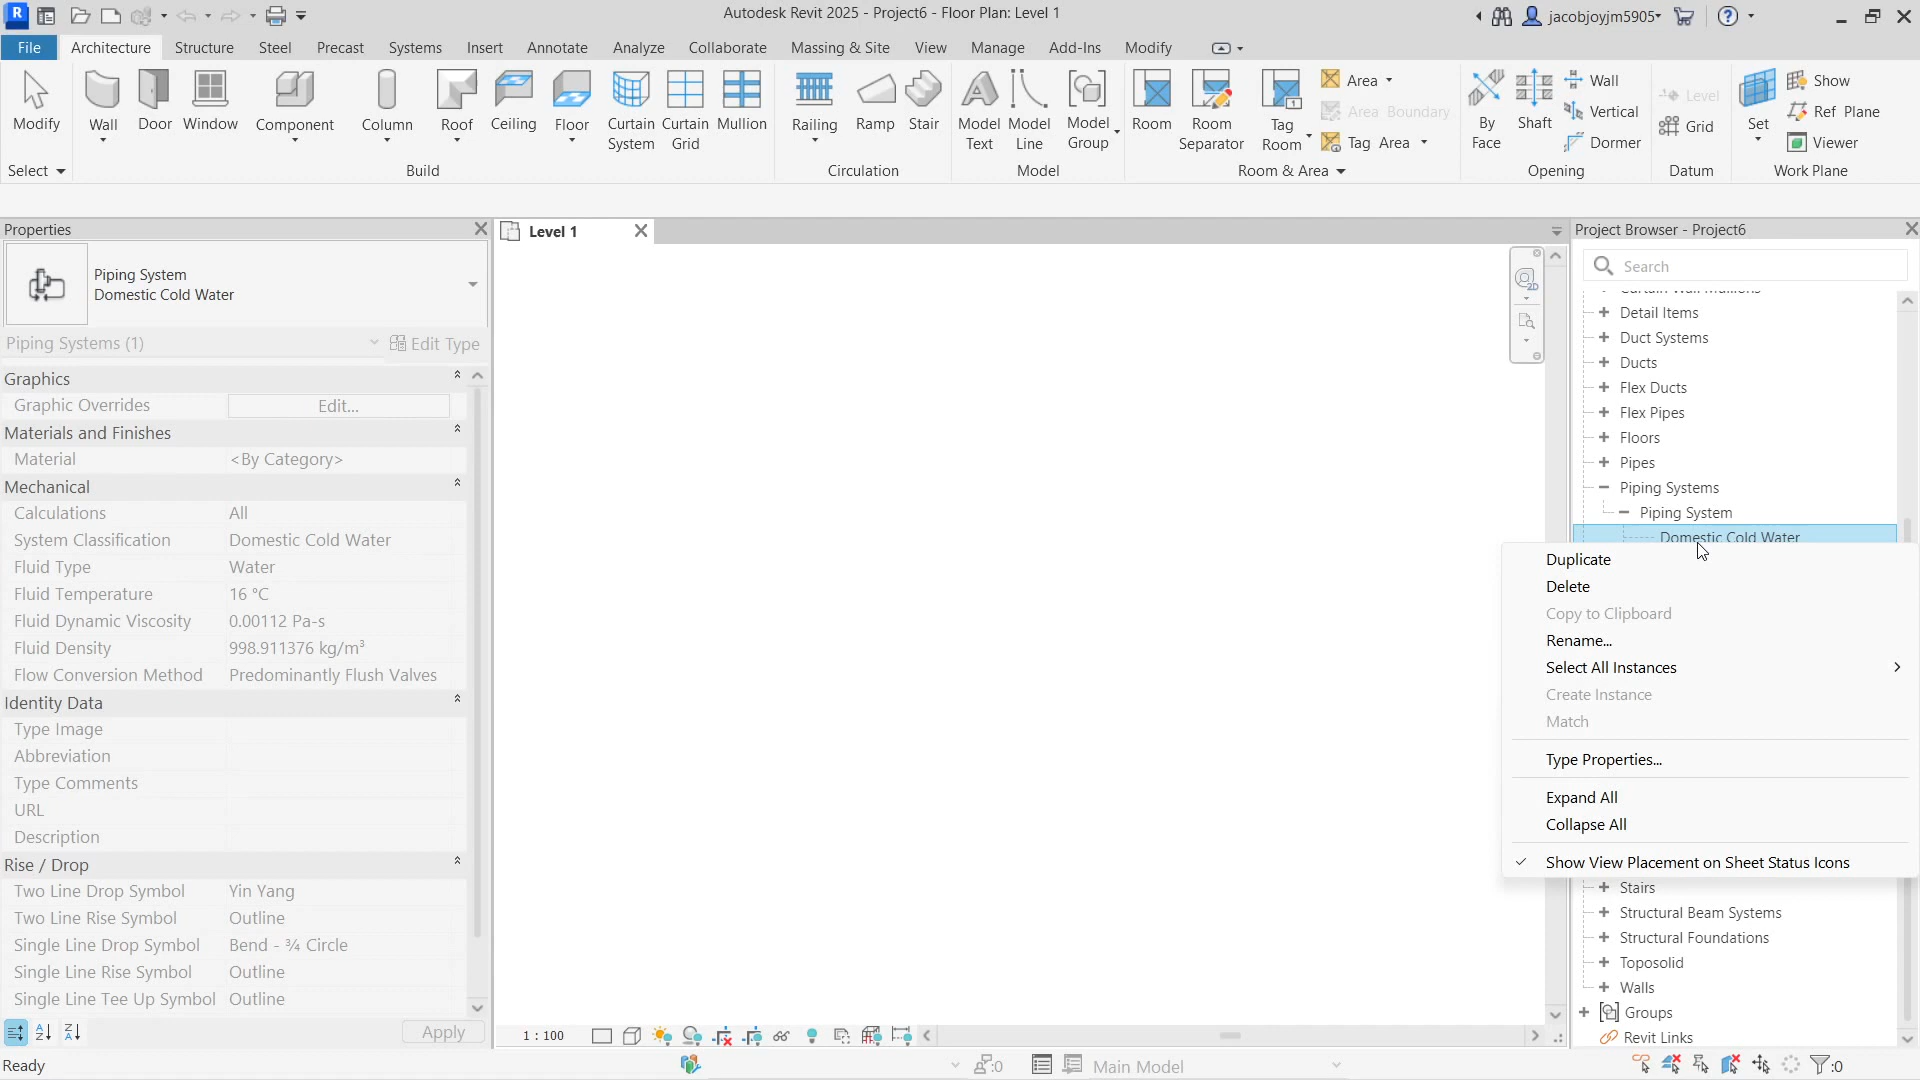 Autodesk Revit 2025 - Project6 - Floor Plan: Level 1
jacobjoyjm5905
File Architecture Structure Steel Precast Systems Insert Annotate Analyze Collaborate Massing & Site View Manage Add-Ins Modify
Modify
Wall
Door
Window
Component
Column
Roof
Ceiling
Floor
Curtain System
Curtain Grid
Mullion
Railing
Ramp
Stair
Model Text
Model Line
Model Group
Room
Room Separator
Tag Room
Area
Area Boundary
Tag Area
By Face
Shaft
Wall
Vertical
Dormer
Level
Grid
Set
Show
Ref Plane
Viewer
Select
Build
Circulation
Model
Room & Area
Opening
Datum
Work Plane
Properties
Piping System
Domestic Cold Water
Piping Systems (1)
Edit Type
Graphics
Graphic Overrides Edit...
Materials and Finishes
Material <By Category>
Mechanical
Calculations All
System Classification Domestic Cold Water
Fluid Type Water
Fluid Temperature 16 °C
Fluid Dynamic Viscosity 0.00112 Pa-s
Fluid Density 998.911376 kg/m³
Flow Conversion Method Predominantly Flush Valves
Identity Data
Type Image
Abbreviation
Type Comments
URL
Description
Rise / Drop
Two Line Drop Symbol Yin Yang
Two Line Rise Symbol Outline
Single Line Drop Symbol Bend - ¾ Circle
Single Line Rise Symbol Outline
Single Line Tee Up Symbol Outline
Apply
Level 1
2D
1 : 100
Project Browser - Project6
Search
Detail Items
Duct Systems
Ducts
Flex Ducts
Flex Pipes
Floors
Pipes
Piping Systems
Piping System
Domestic Cold Water
Duplicate
Delete
Copy to Clipboard
Rename...
Select All Instances
Create Instance
Match
Type Properties...
Expand All
Collapse All
Show View Placement on Sheet Status Icons
Stairs
Structural Beam Systems
Structural Foundations
Toposolid
Walls
Groups
Revit Links
Ready
:0
Main Model
:0